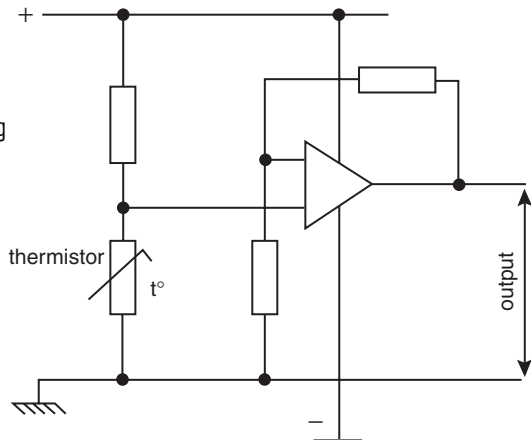 +
g
thermistor
t°
output
−